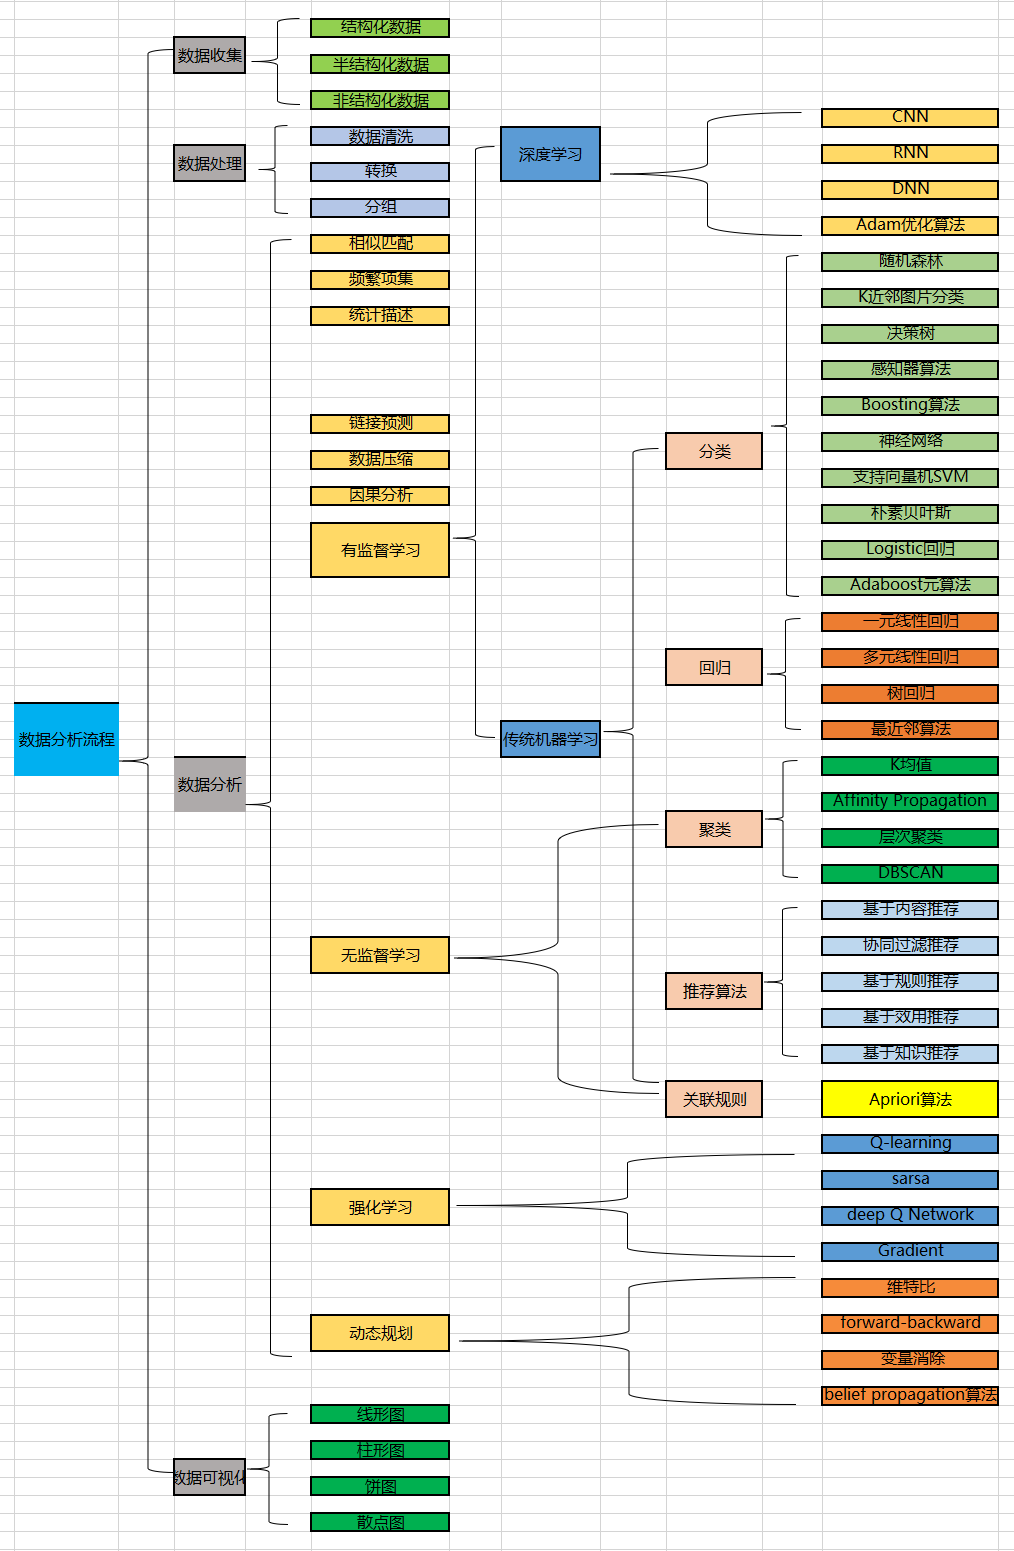 数据分析流程
数据收集
结构化数据
半结构化数据
非结构化数据
数据处理
数据清洗
转换
分组
数据分析
相似匹配
频繁项集
统计描述
链接预测
数据压缩
因果分析
有监督学习
深度学习
CNN
RNN
DNN
Adam优化算法
传统机器学习
分类
随机森林
K近邻图片分类
决策树
感知器算法
Boosting算法
神经网络
支持向量机SVM
朴素贝叶斯
Logistic回归
Adaboost元算法
回归
一元线性回归
多元线性回归
树回归
最近邻算法
无监督学习
聚类
K均值
Affinity Propagation
层次聚类
DBSCAN
推荐算法
基于内容推荐
协同过滤推荐
基于规则推荐
基于效用推荐
基于知识推荐
关联规则
Apriori算法
强化学习
Q-learning
sarsa
deep Q Network
Gradient
动态规划
维特比
forward-backward
变量消除
belief propagation算法
数据可视化
线形图
柱形图
饼图
散点图